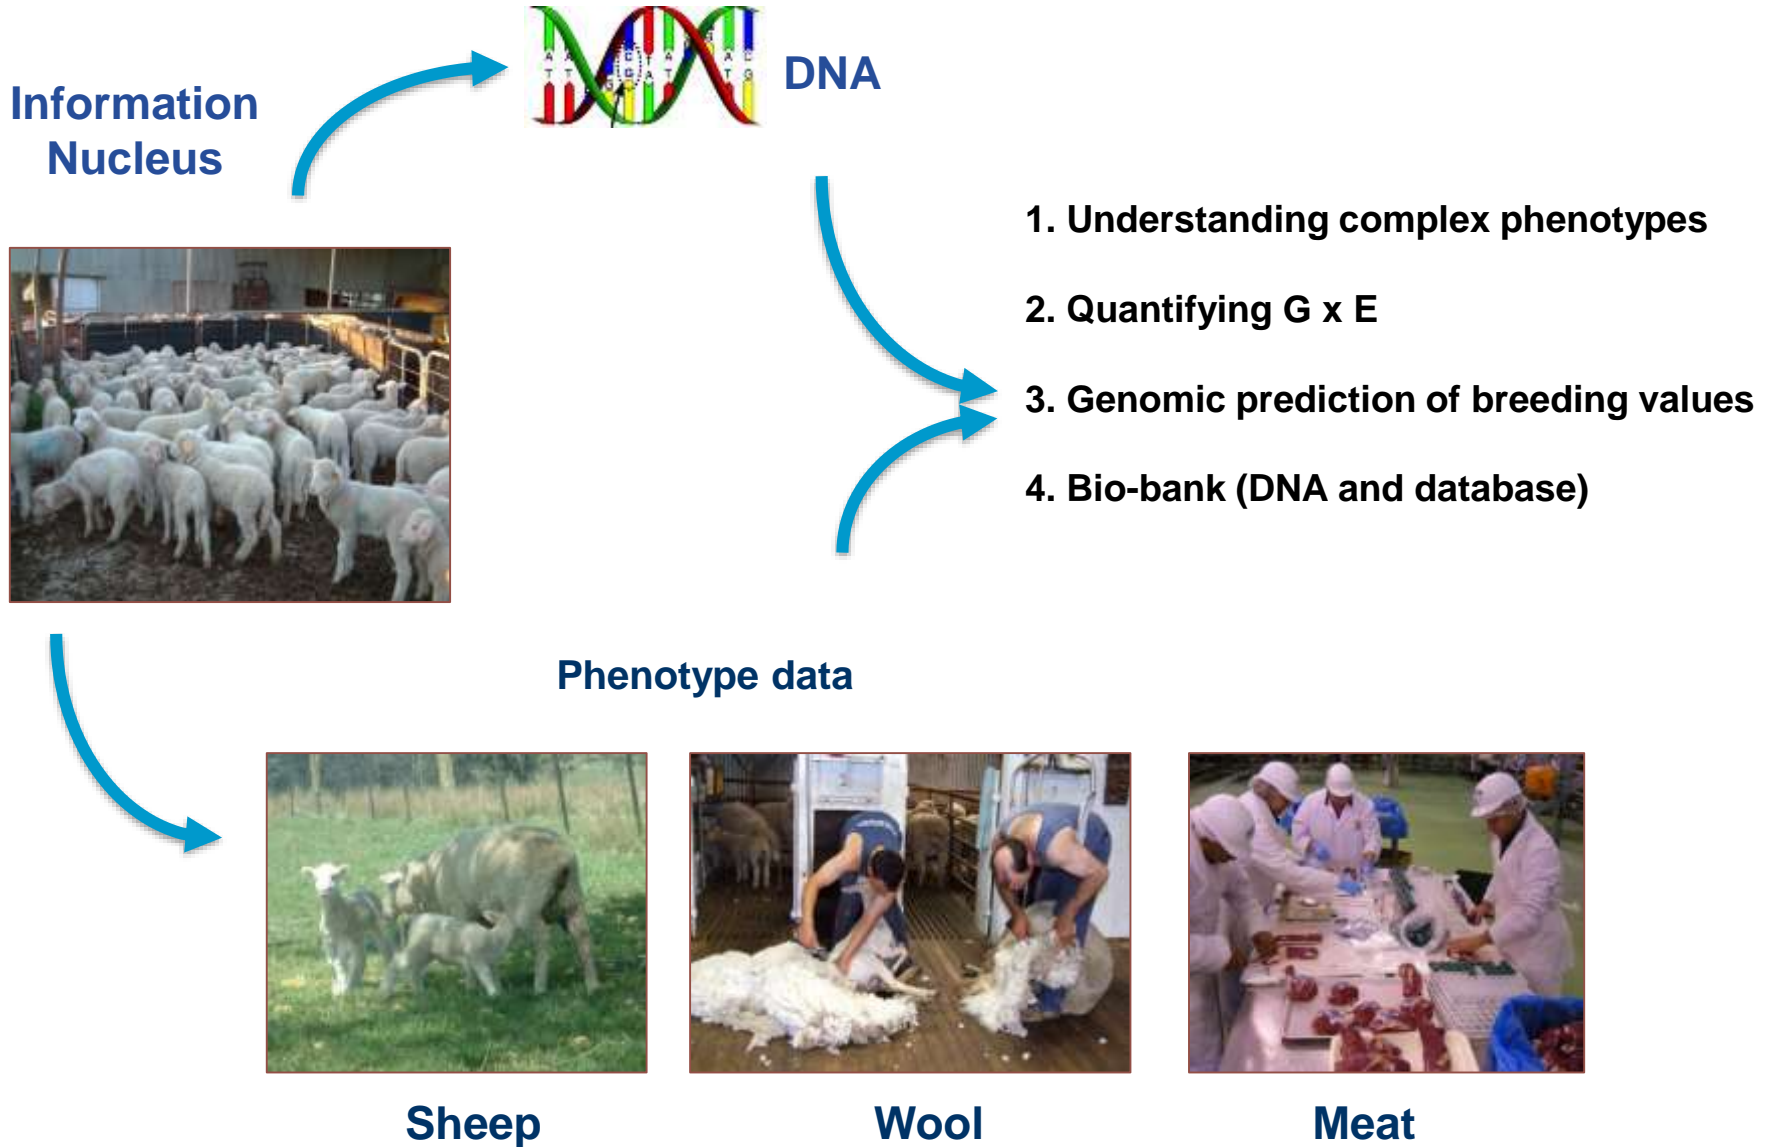 Information
Nucleus
DNA
1. Understanding complex phenotypes
2. Quantifying G x E
3. Genomic prediction of breeding values
4. Bio-bank (DNA and database)
Phenotype data
Sheep
Wool
Meat